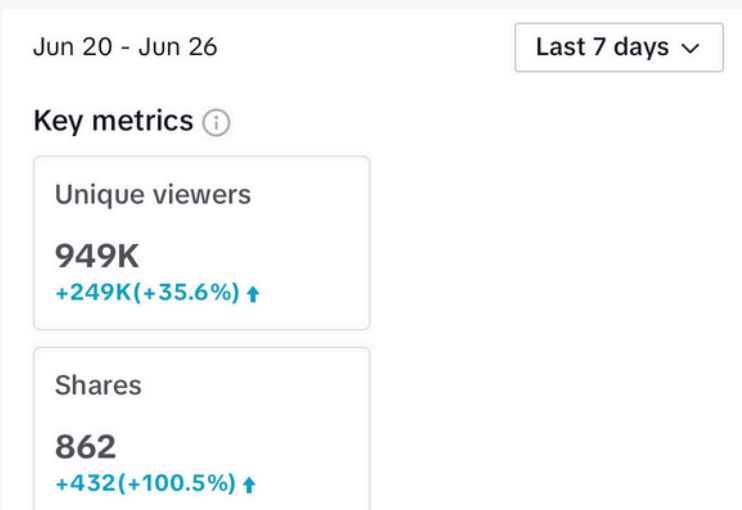 Jun 20 - Jun 26
Last 7 days
Key metrics
Unique viewers
949K
+249K(+35.6%)
Shares
862
+432(+100.5%)